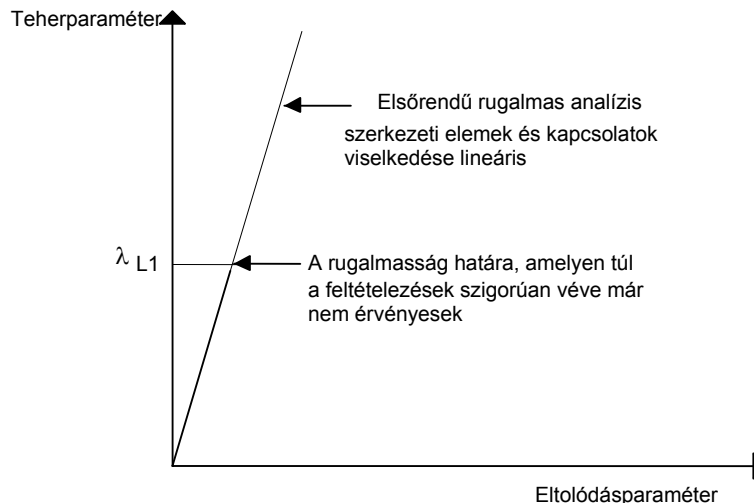 Teherparaméter
Elsőrendű rugalmas analízis
szerkezeti elemek és kapcsolatok
viselkedése lineáris
λ L1
A rugalmasság határa, amelyen túl
a feltételezések szigorúan véve már
nem érvényesek
Eltolódásparaméter